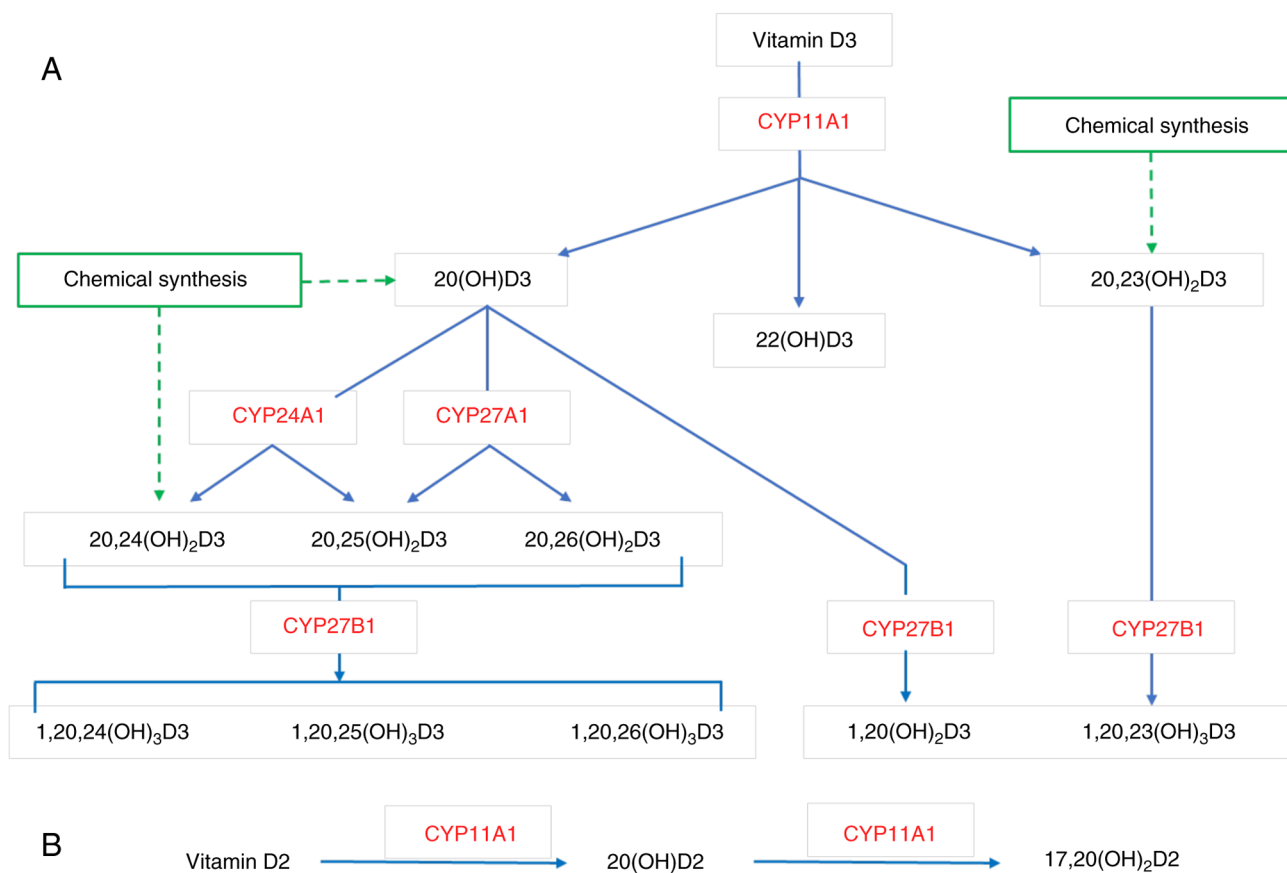 A
Vitamin D3
CYP11A1
Chemical synthesis
Chemical synthesis
20(OH)D3
20,23(OH)₂D3
22(OH)D3
CYP24A1
CYP27A1
20,24(OH)₂D3
20,25(OH)₂D3
20,26(OH)₂D3
CYP27B1
CYP27B1
CYP27B1
1,20,24(OH)₃D3
1,20,25(OH)₃D3
1,20,26(OH)₃D3
1,20(OH)₂D3
1,20,23(OH)₃D3
B
CYP11A1
CYP11A1
Vitamin D2
20(OH)D2
17,20(OH)₂D2